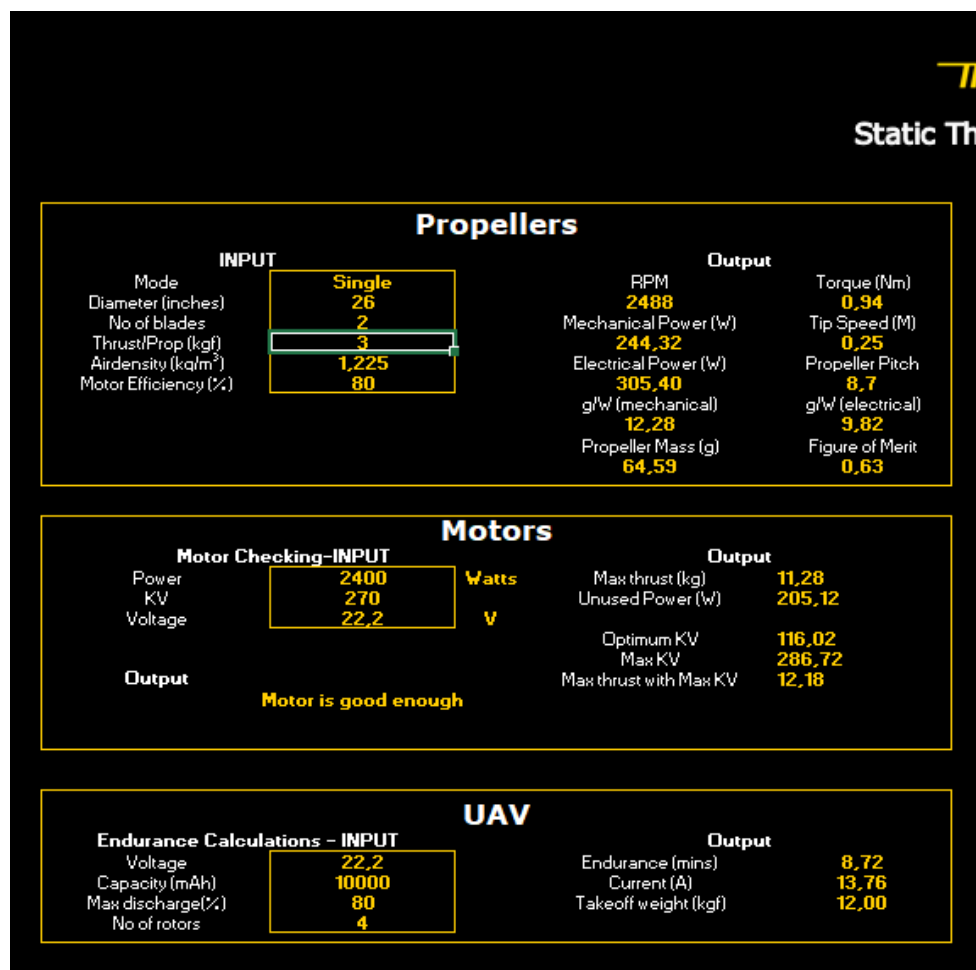 Static Th
Propellers
INPUT
Mode Single
Diameter (inches) 26
No of blades 2
Thrust/Prop (kgf) 3
Airdensity (kg/m³) 1,225
Motor Efficiency (%) 80
Output
RPM Torque (Nm)
2488 0,94
Mechanical Power (W) Tip Speed (M)
244,32 0,25
Electrical Power (W) Propeller Pitch
305,40 8,7
g/W (mechanical) g/W (electrical)
12,28 9,82
Propeller Mass (g) Figure of Merit
64,59 0,63
Motors
Motor Checking-INPUT
Power 2400 Watts
KV 270
Voltage 22,2 V
Output
Motor is good enough
Output
Max thrust (kg) 11,28
Unused Power (W) 205,12
Optimum KV 116,02
Max KV 286,72
Max thrust with Max KV 12,18
UAV
Endurance Calculations - INPUT
Voltage 22,2
Capacity (mAh) 10000
Max discharge(%) 80
No of rotors 4
Output
Endurance (mins) 8,72
Current (A) 13,76
Takeoff weight (kgf) 12,00